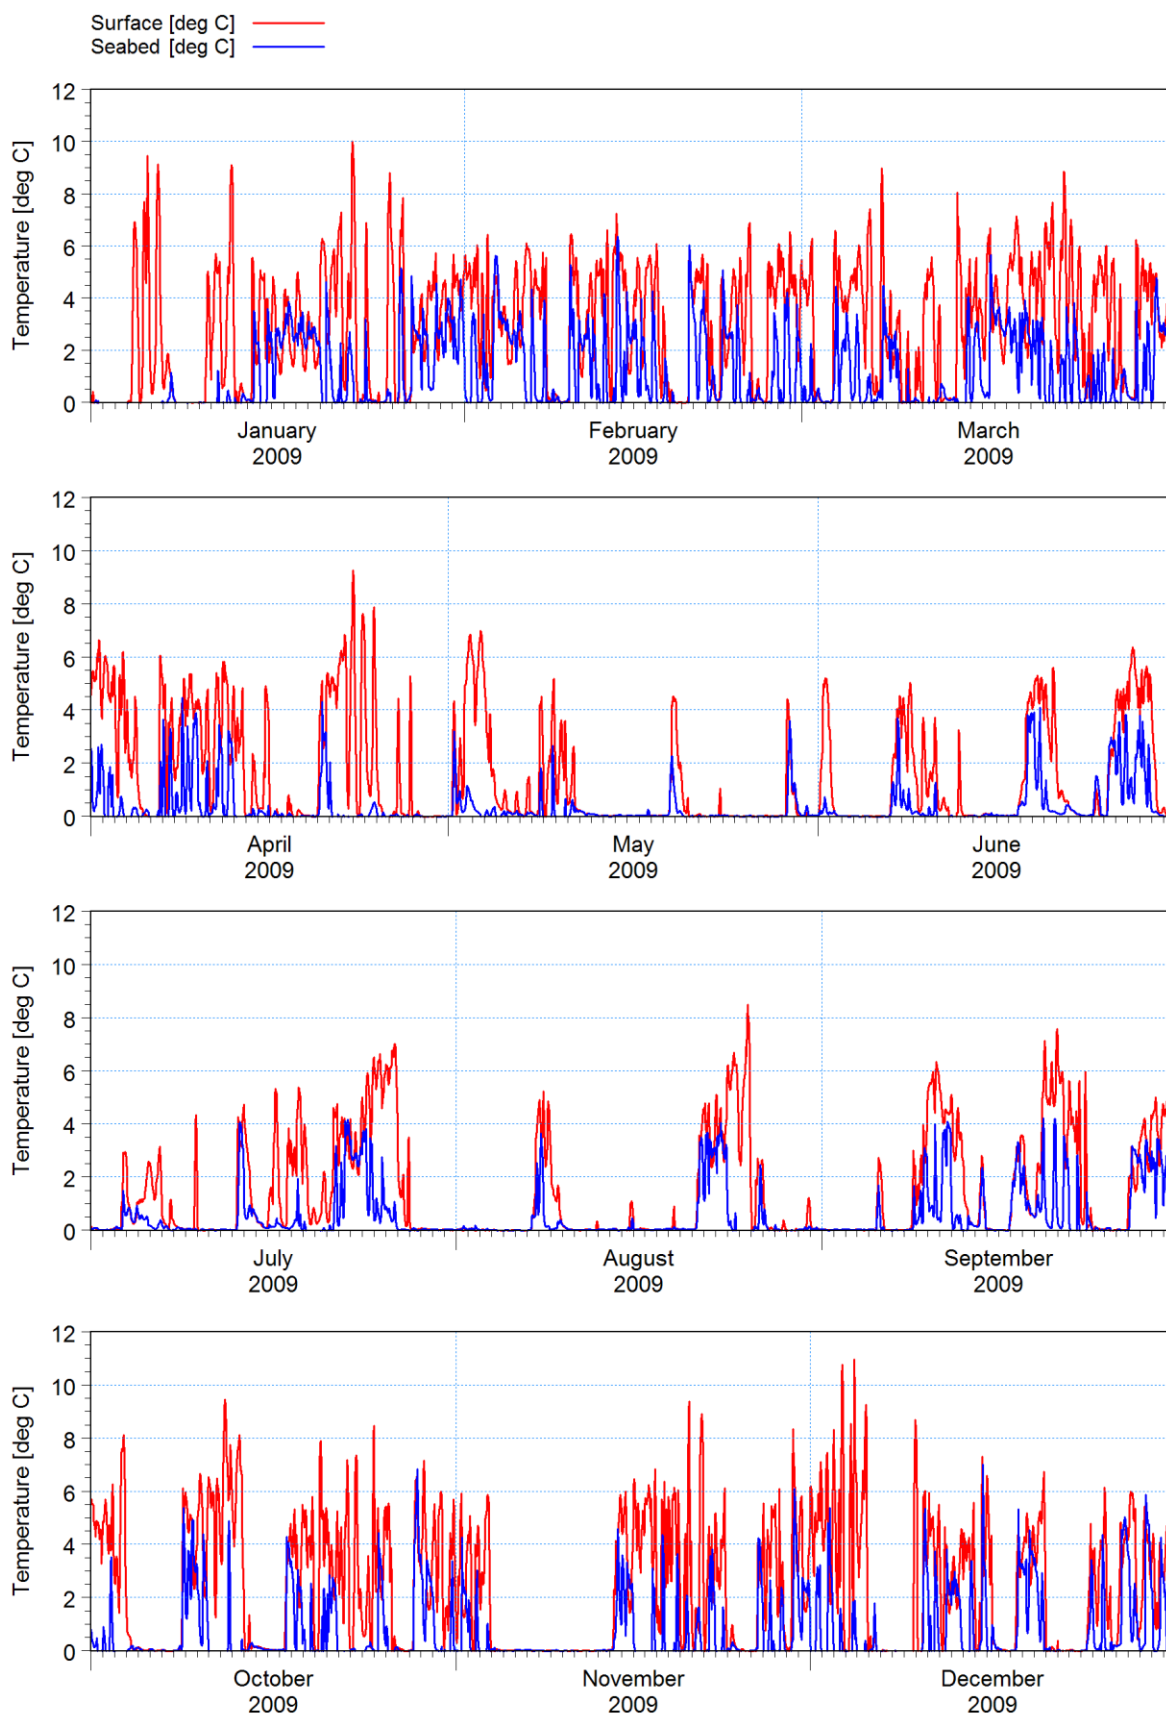 Surface [deg C]
Seabed [deg C]
Temperature [deg C]
12
10
8
6
4
2
0
January February March
2009 2009 2009
Temperature [deg C]
12
10
8
6
4
2
0
April May June
2009 2009 2009
Temperature [deg C]
12
10
8
6
4
2
0
July August September
2009 2009 2009
Temperature [deg C]
12
10
8
6
4
2
0
October November December
2009 2009 2009